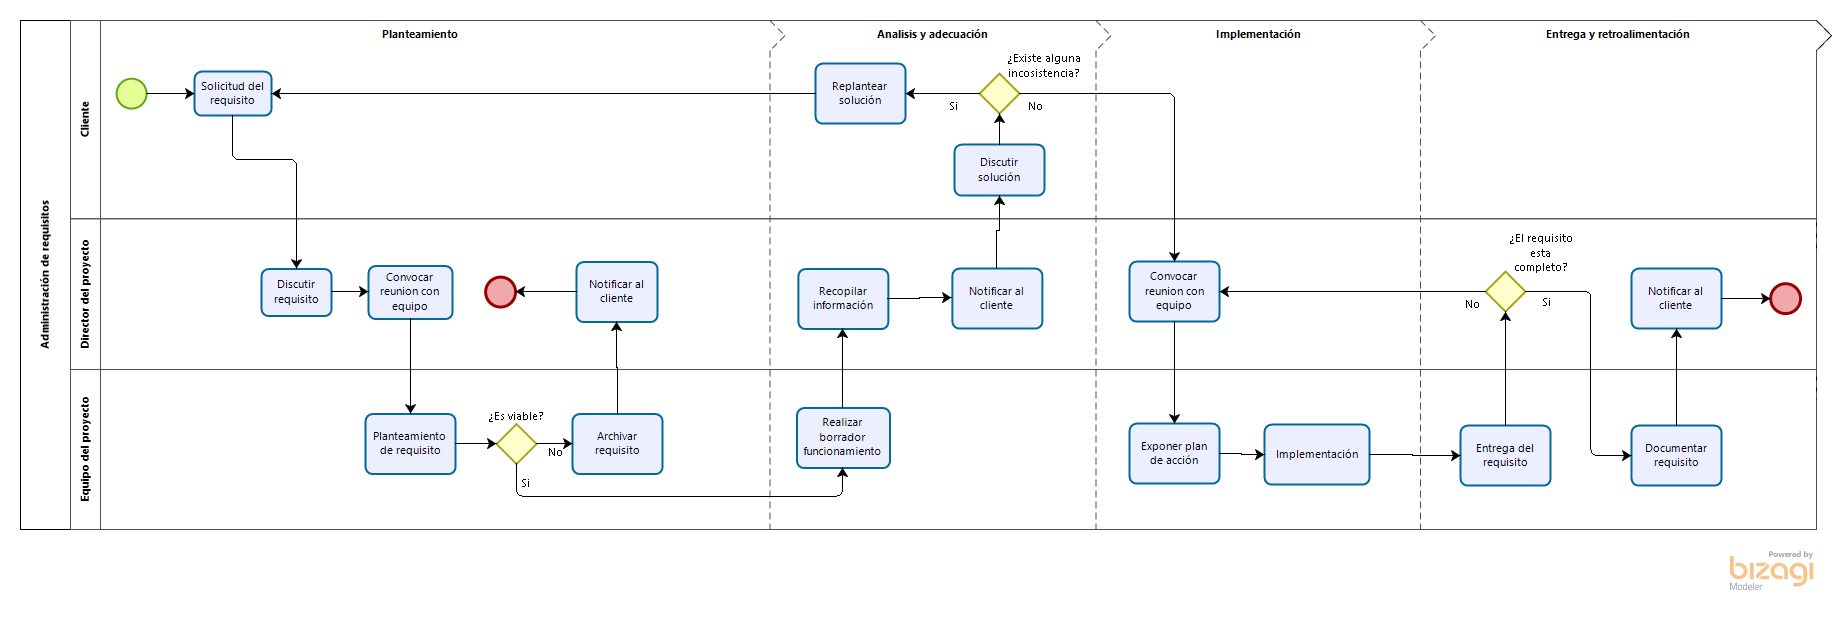 Administración de requisitos
Planteamiento
Analisis y adecuación
Implementación
Entrega y retroalimentación
Cliente
Solicitud del
requisito
Replantear
solución
¿Existe alguna
incosistencia?
Si
No
Discutir
solución
Director del proyecto
Discutir
requisito
Convocar
reunion con
equipo
Notificar al
cliente
Recopilar
información
Notificar al
cliente
Convocar
reunion con
equipo
¿El requisito
esta
completo?
No
Si
Notificar al
cliente
Equipo del proyecto
Planteamiento
de requisito
¿Es viable?
No
Si
Archivar
requisito
Realizar
borrador
funcionamiento
Exponer plan
de acción
Implementación
Entrega del
requisito
Documentar
requisito
Powered by
bizagi
Modeler